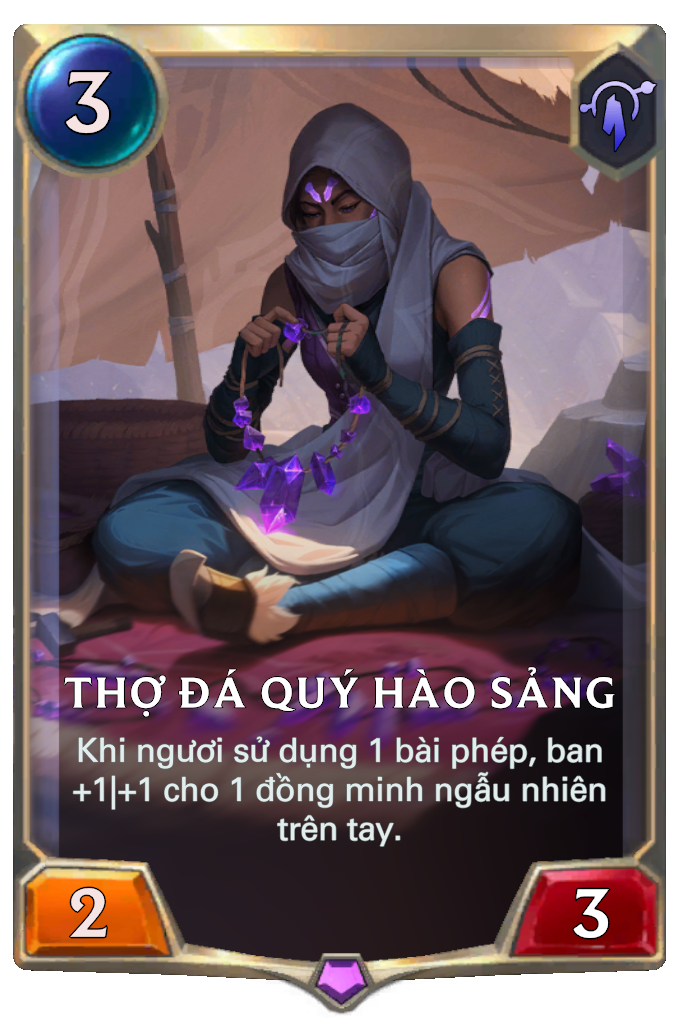 3
THỢ ĐÁ QUÝ HÀO SẢNG
Khi ngươi sử dụng 1 bài phép, ban
+1|+1 cho 1 đồng minh ngẫu nhiên
trên tay.
2
3